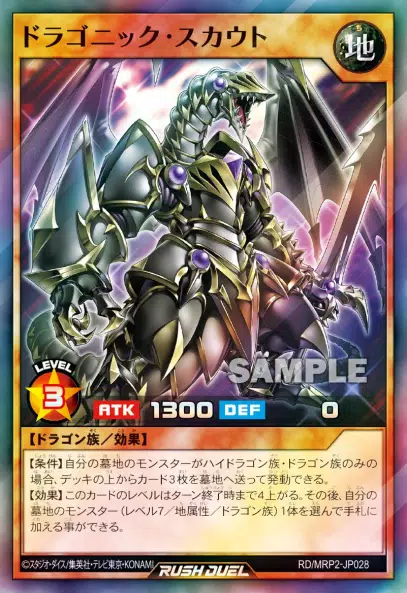 ドラゴニック・スカウト
地
SAMPLE
LEVEL
3
ATK 1300 DEF 0
【ドラゴン族／効果】
【条件】自分の墓地のモンスターがハイドラゴン族・ドラゴン族のみの
場合、デッキの上からカード3枚を墓地へ送って発動できる。
【効果】このカードのレベルはターン終了時まで4上がる。その後、自分の
墓地のモンスター（レベル7／地属性／ドラゴン族）1体を選んで手札に
加える事ができる。
©スタジオ・ダイス/集英社・テレビ東京・KONAMI
RUSH DUEL
RD/MRP2-JP028